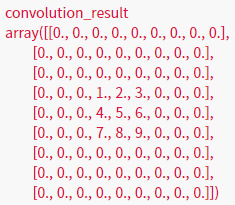 convolution_result
array([[0., 0., 0., 0., 0., 0., 0., 0., 0.],
[0., 0., 0., 0., 0., 0., 0., 0., 0.],
[0., 0., 0., 0., 0., 0., 0., 0., 0.],
[0., 0., 0., 1., 2., 3., 0., 0., 0.],
[0., 0., 0., 4., 5., 6., 0., 0., 0.],
[0., 0., 0., 7., 8., 9., 0., 0., 0.],
[0., 0., 0., 0., 0., 0., 0., 0., 0.],
[0., 0., 0., 0., 0., 0., 0., 0., 0.],
[0., 0., 0., 0., 0., 0., 0., 0., 0.]])